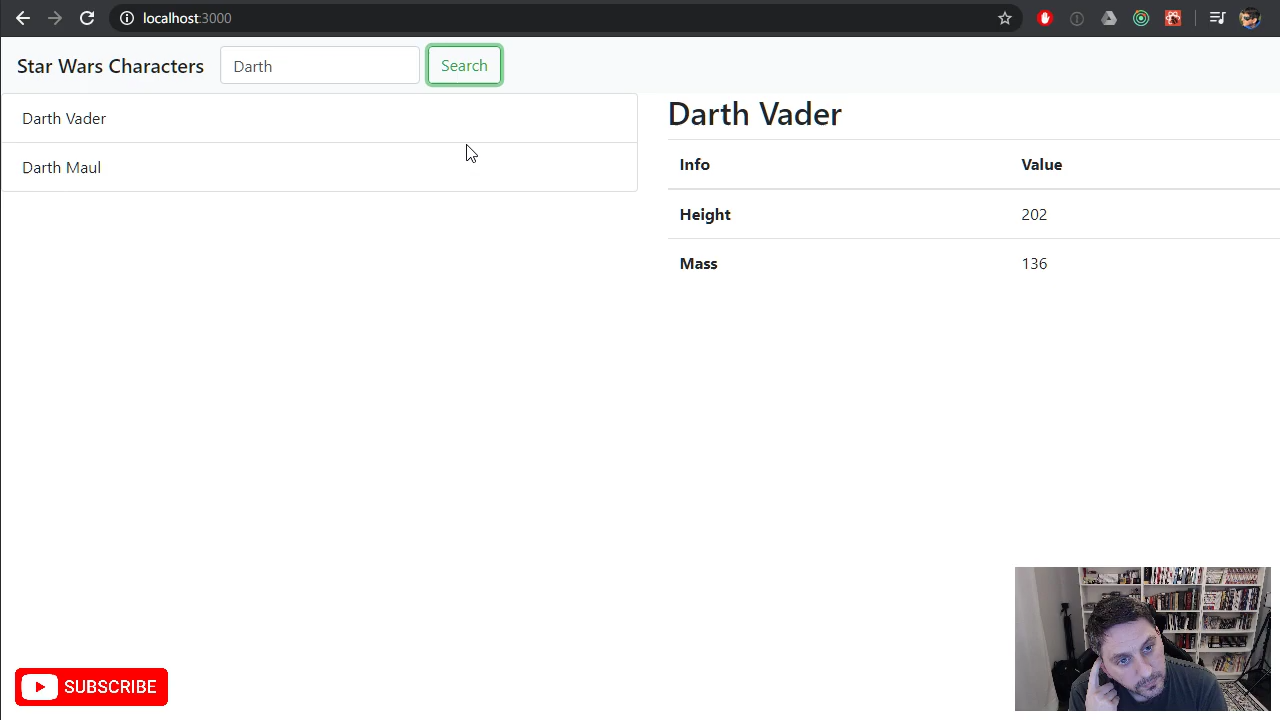 localhost:3000
Star Wars Characters
Darth
Search
Darth Vader
Darth Maul
Darth Vader
Info Value
Height 202
Mass 136
SUBSCRIBE